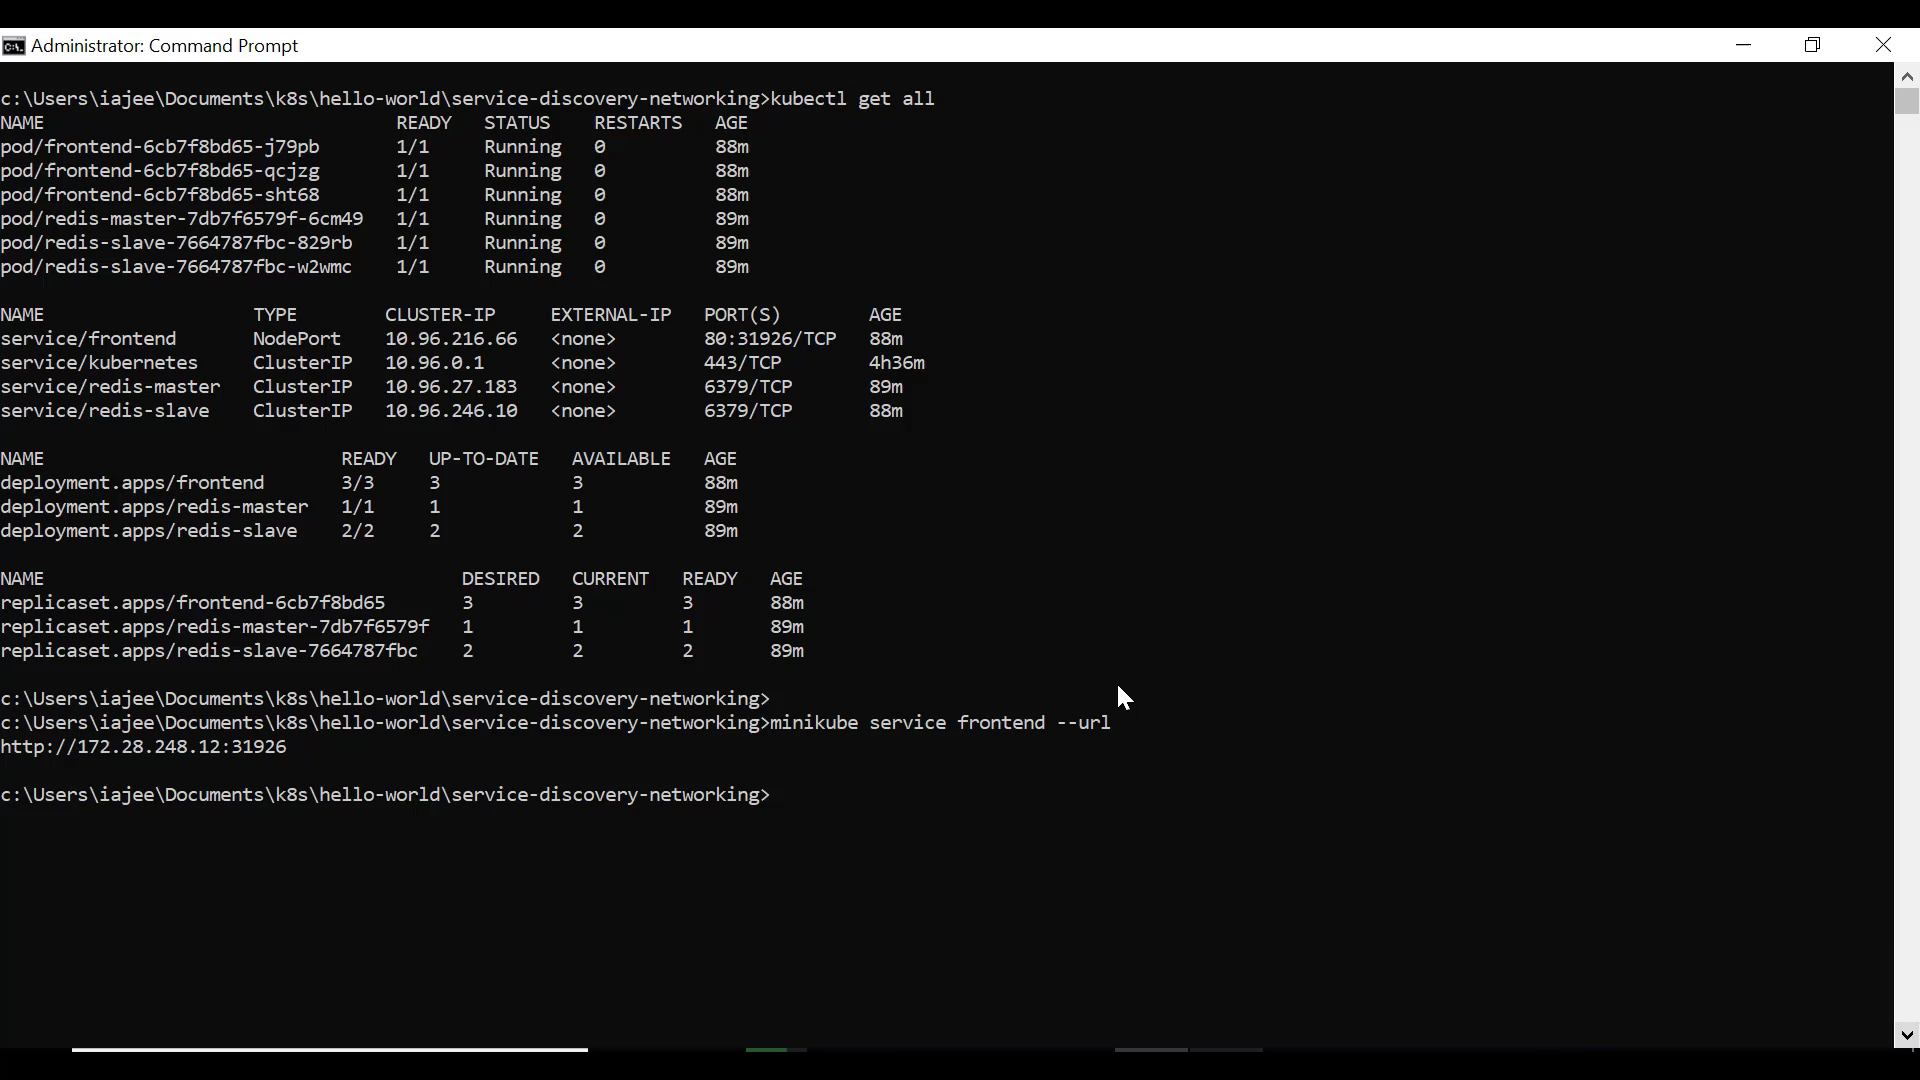 Administrator: Command Prompt
c:\Users\iajee\Documents\k8s\hello-world\service-discovery-networking>kubectl get all
NAME READY STATUS RESTARTS AGE
pod/frontend-6cb7f8bd65-j79pb 1/1 Running 0 88m
pod/frontend-6cb7f8bd65-qcjzg 1/1 Running 0 88m
pod/frontend-6cb7f8bd65-sht68 1/1 Running 0 88m
pod/redis-master-7db7f6579f-6cm49 1/1 Running 0 89m
pod/redis-slave-7664787fbc-829rb 1/1 Running 0 89m
pod/redis-slave-7664787fbc-w2wmc 1/1 Running 0 89m
NAME TYPE CLUSTER-IP EXTERNAL-IP PORT(S) AGE
service/frontend NodePort 10.96.216.66 <none> 80:31926/TCP 88m
service/kubernetes ClusterIP 10.96.0.1 <none> 443/TCP 4h36m
service/redis-master ClusterIP 10.96.27.183 <none> 6379/TCP 89m
service/redis-slave ClusterIP 10.96.246.10 <none> 6379/TCP 88m
NAME READY UP-TO-DATE AVAILABLE AGE
deployment.apps/frontend 3/3 3 3 88m
deployment.apps/redis-master 1/1 1 1 89m
deployment.apps/redis-slave 2/2 2 2 89m
NAME DESIRED CURRENT READY AGE
replicaset.apps/frontend-6cb7f8bd65 3 3 3 88m
replicaset.apps/redis-master-7db7f6579f 1 1 1 89m
replicaset.apps/redis-slave-7664787fbc 2 2 2 89m
c:\Users\iajee\Documents\k8s\hello-world\service-discovery-networking>
c:\Users\iajee\Documents\k8s\hello-world\service-discovery-networking>minikube service frontend --url
http://172.28.248.12:31926
c:\Users\iajee\Documents\k8s\hello-world\service-discovery-networking>